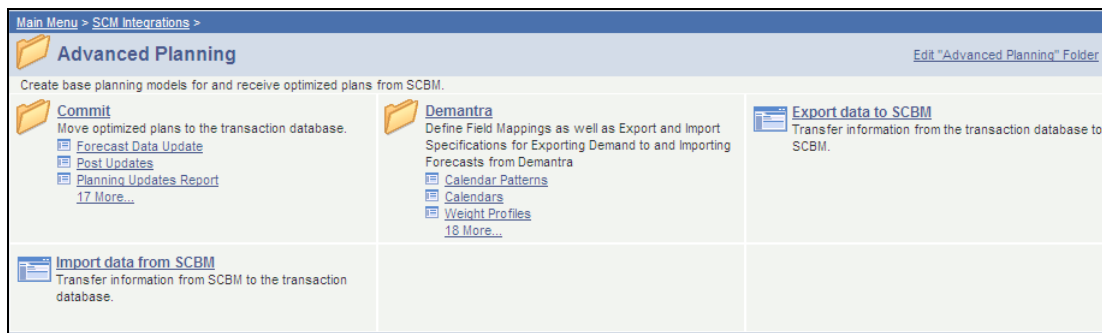 Main Menu > SCM Integrations >
Advanced Planning
Edit "Advanced Planning" Folder
Create base planning models for and receive optimized plans from SCBM.
Commit
Move optimized plans to the transaction database.
Forecast Data Update
Post Updates
Planning Updates Report
17 More...
Demantra
Define Field Mappings as well as Export and Import
Specifications for Exporting Demand to and Importing
Forecasts from Demantra
Calendar Patterns
Calendars
Weight Profiles
18 More...
Export data to SCBM
Transfer information from the transaction database to
SCBM.
Import data from SCBM
Transfer information from SCBM to the transaction
database.